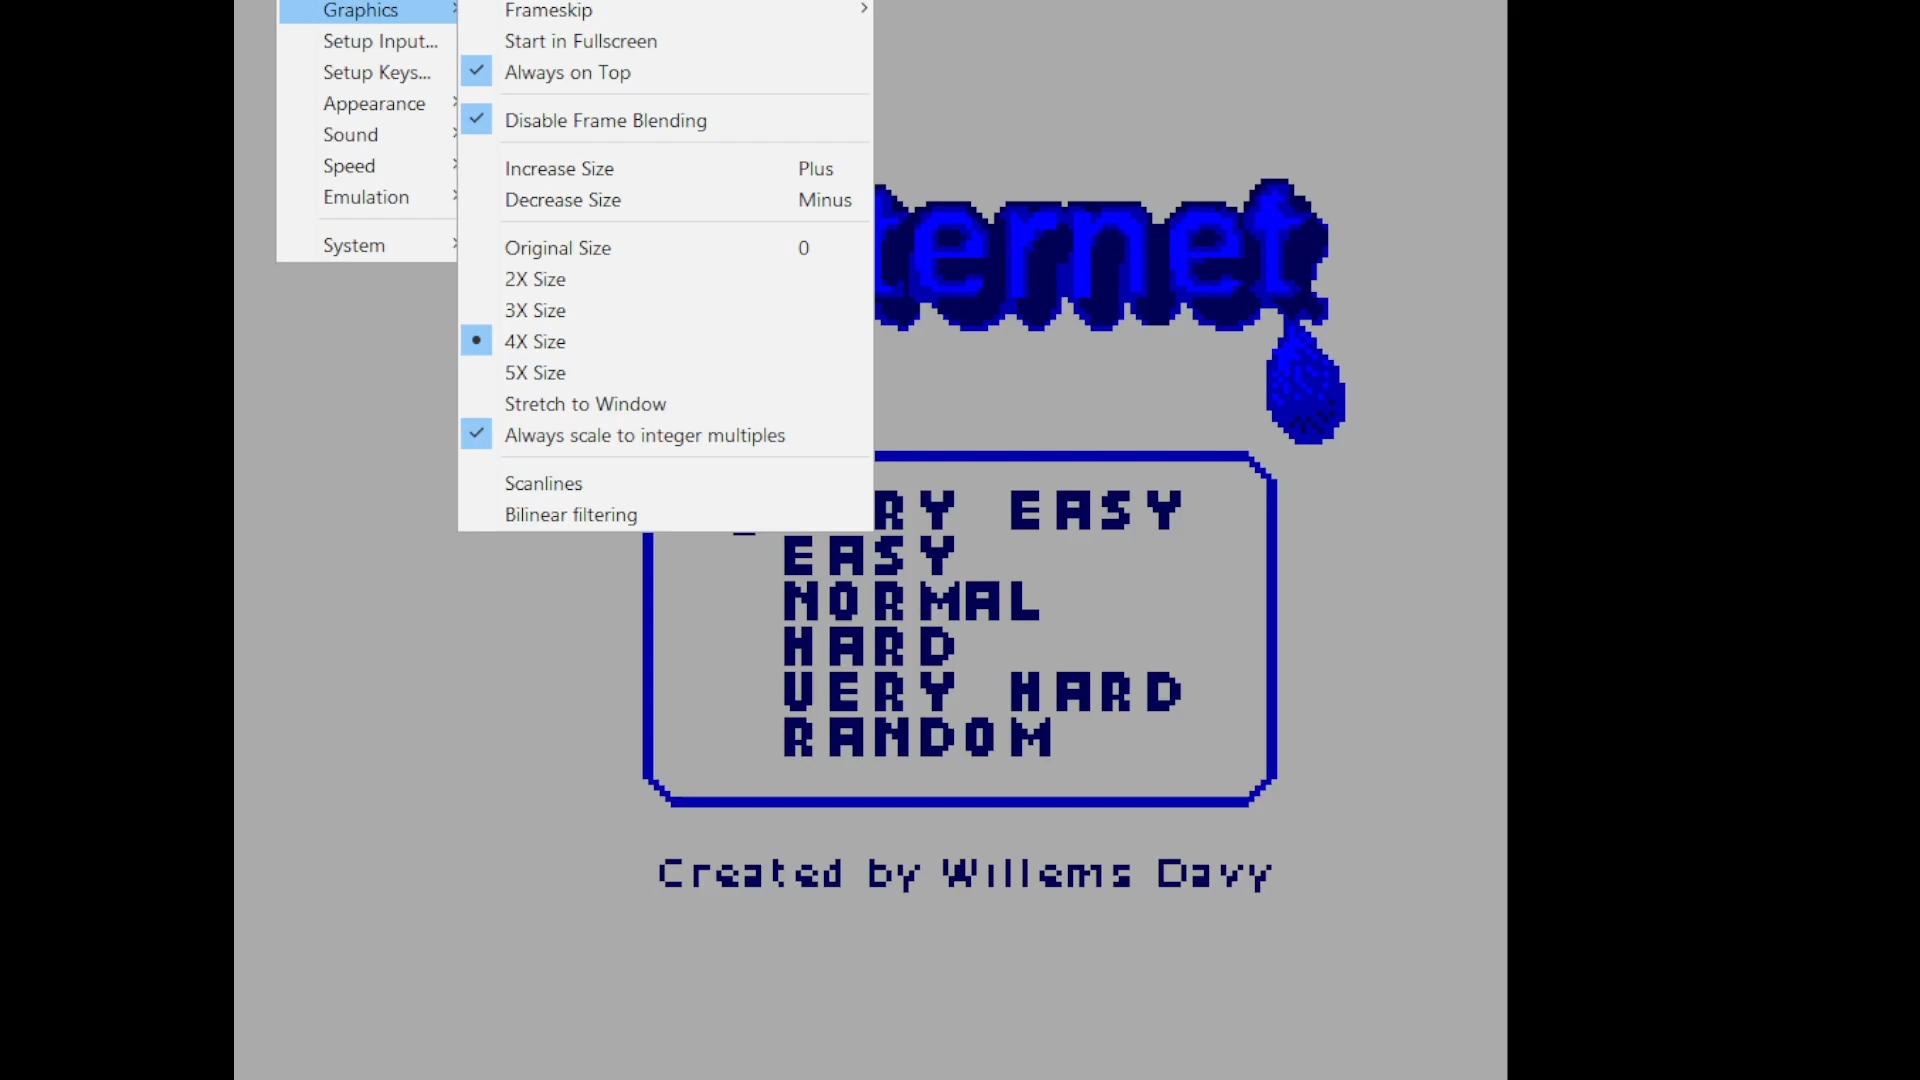 Graphics
Setup Input...
Setup Keys...
Appearance
Sound
Speed
Emulation
System
Frameskip
Start in Fullscreen
Always on Top
Disable Frame Blending
Increase Size Plus
Decrease Size Minus
Original Size 0
2X Size
3X Size
4X Size
5X Size
Stretch to Window
Always scale to integer multiples
Scanlines
Bilinear filtering
ternet
RY EASY
EASY
NORMAL
HARD
VERY HARD
RANDOM
Created by Willems Davy